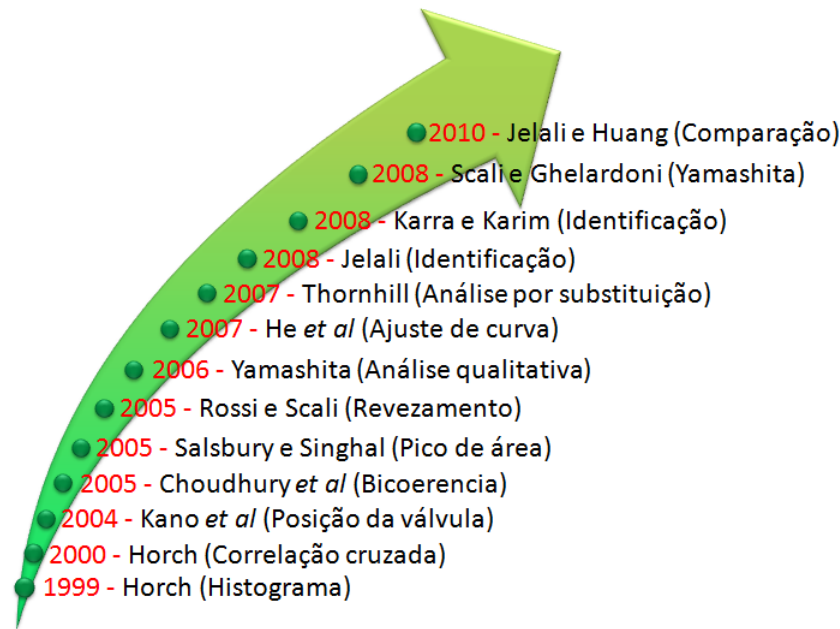 2010 - Jelali e Huang (Comparação)
2008 - Scali e Ghelardoni (Yamashita)
2008 - Karra e Karim (Identificação)
2008 - Jelali (Identificação)
2007 - Thornhill (Análise por substituição)
2007 - He et al (Ajuste de curva)
2006 - Yamashita (Análise qualitativa)
2005 - Rossi e Scali (Revezamento)
2005 - Salsbury e Singhal (Pico de área)
2005 - Choudhury et al (Bicoerencia)
2004 - Kano et al (Posição da válvula)
2000 - Horch (Correlação cruzada)
1999 - Horch (Histograma)